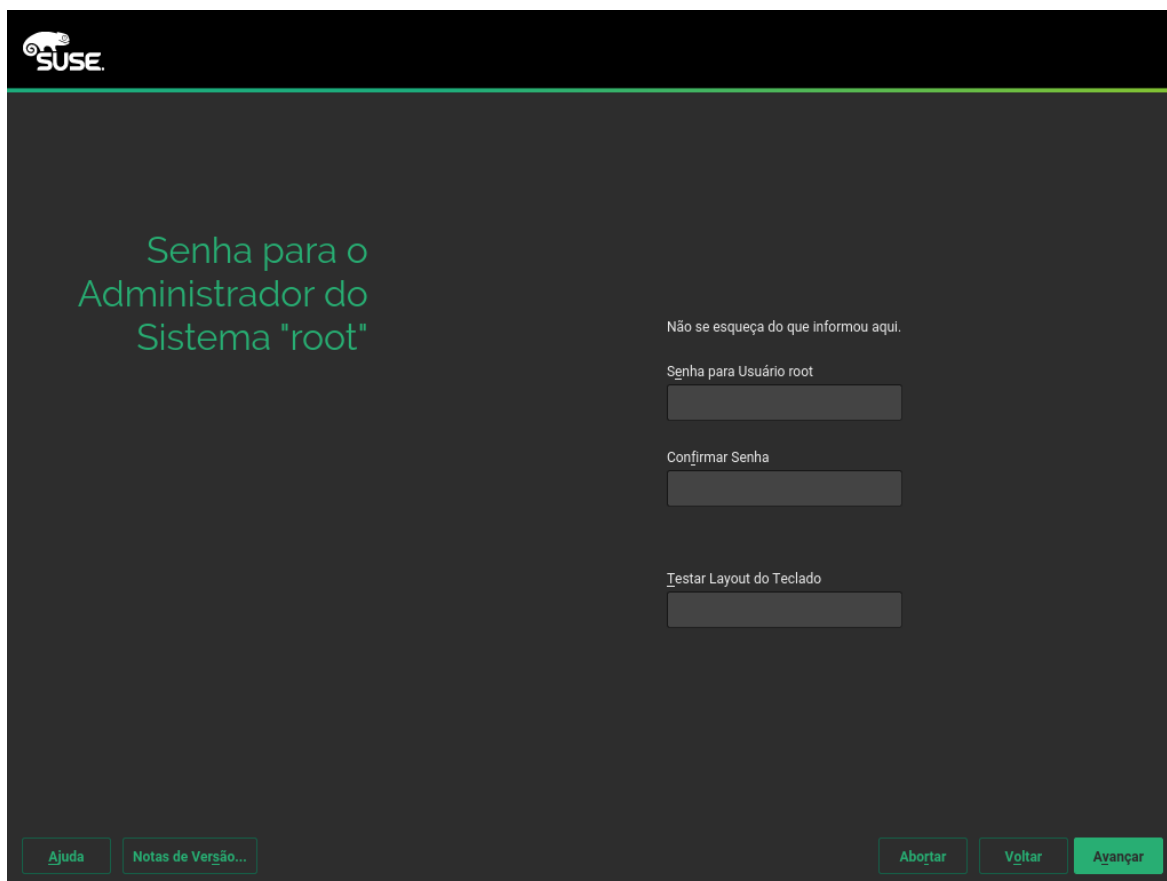 SUSE.
Senha para o
Administrador do
Sistema "root"
Não se esqueça do que informou aqui.
Senha para Usuário root
Confirmar Senha
Testar Layout do Teclado
Ajuda
Notas de Versão...
Abortar
Voltar
Avançar